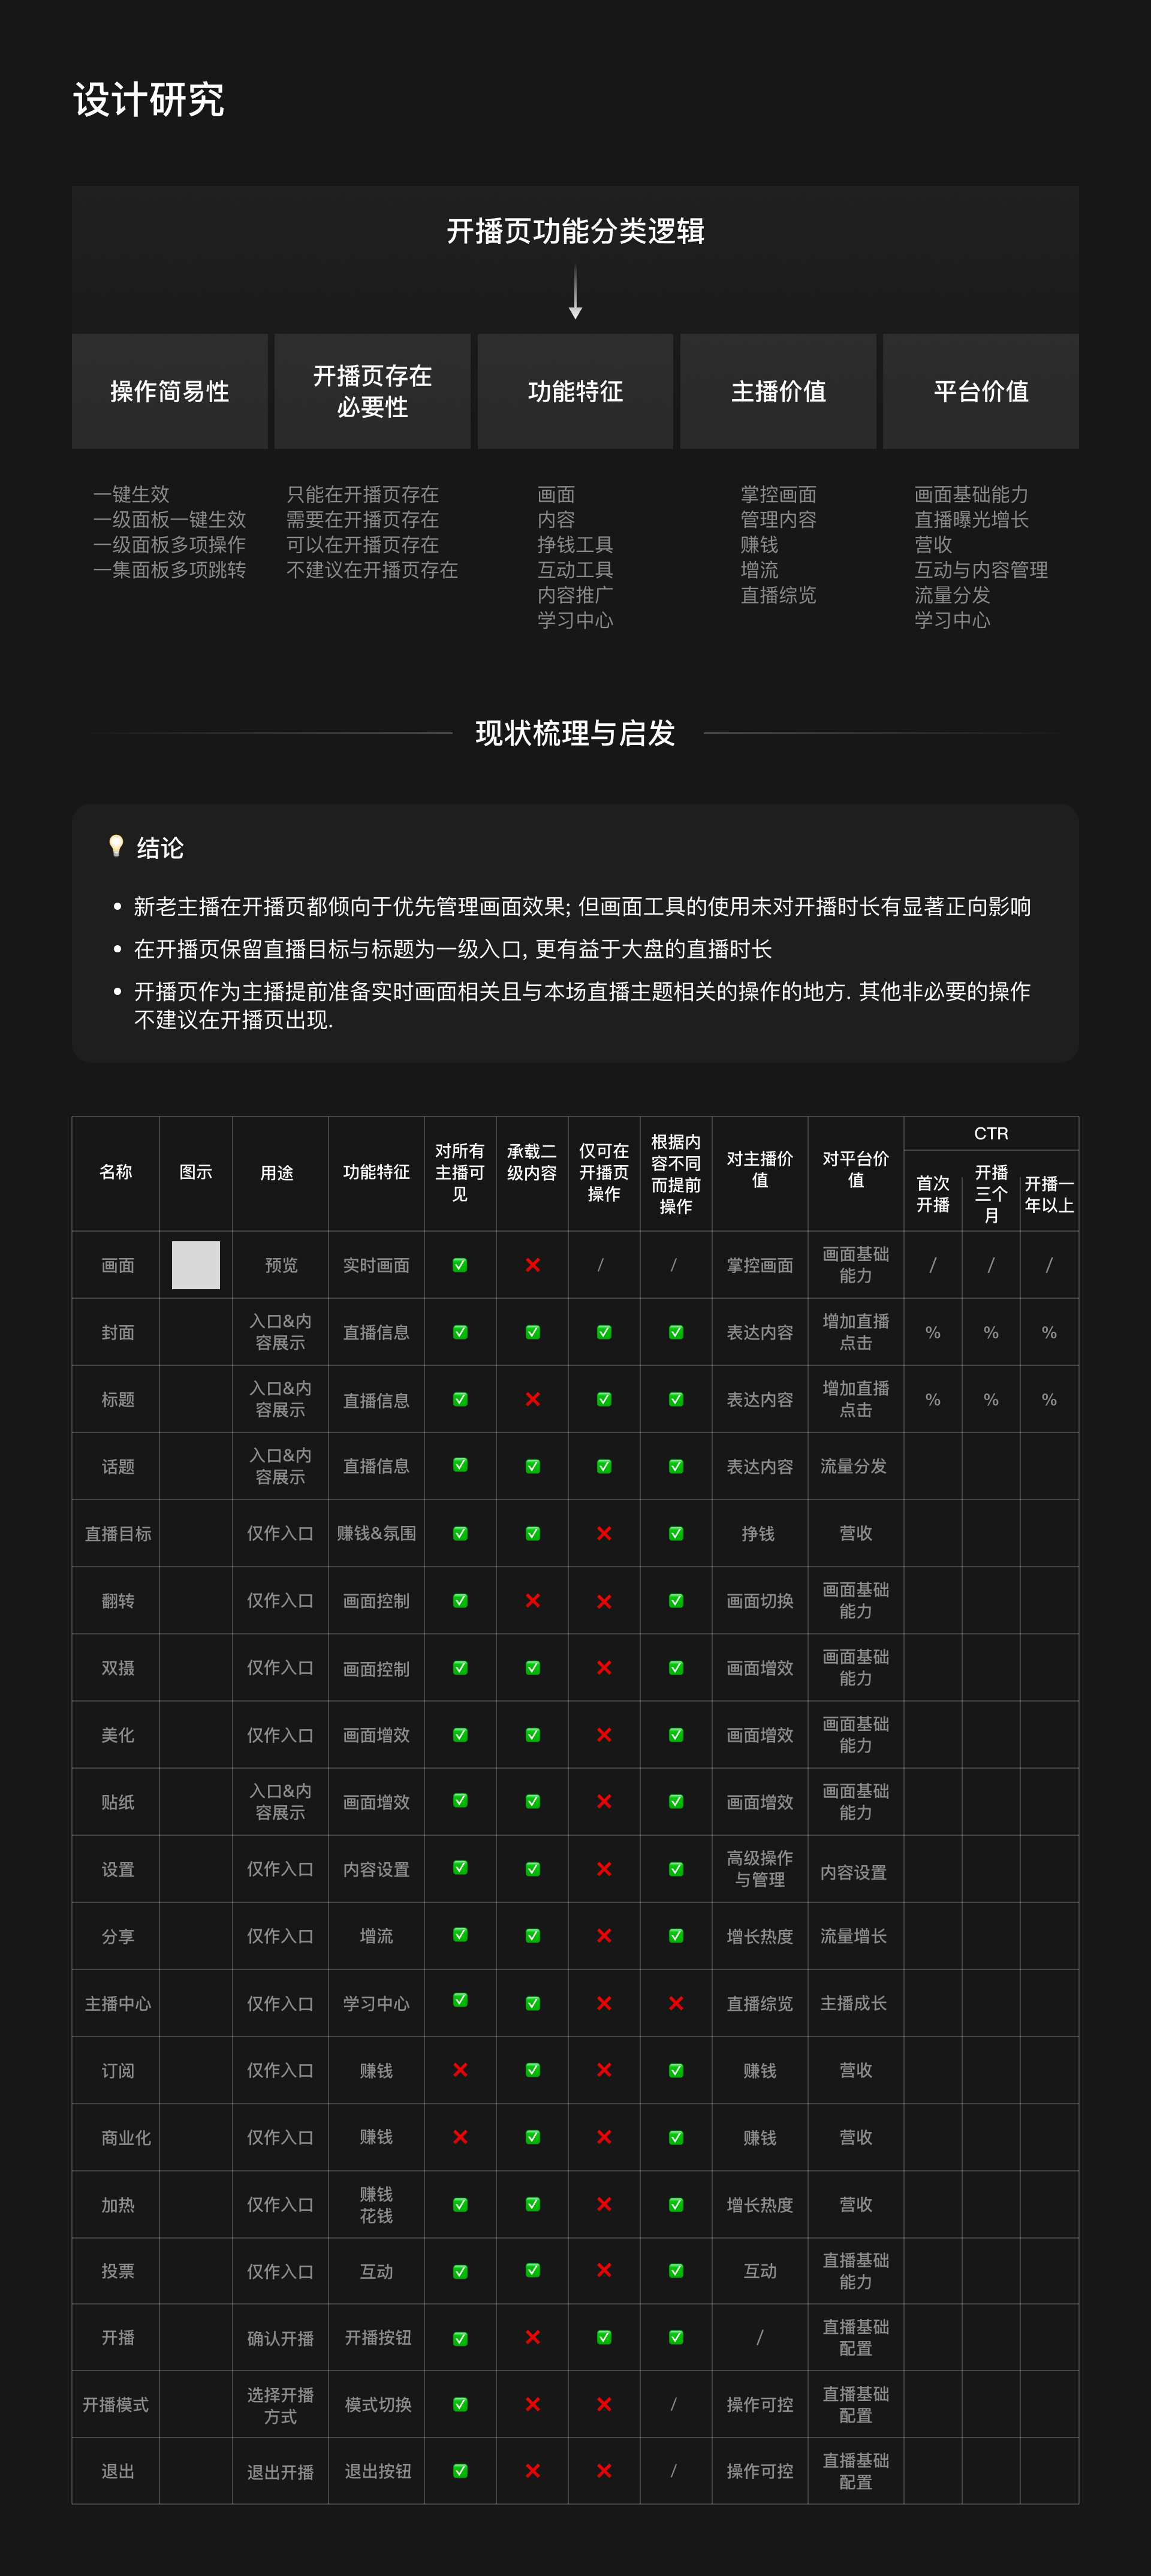 设计研究
开播页功能分类逻辑
操作简易性
开播页存在
必要性
功能特征
主播价值
平台价值
一键生效
一级面板一键生效
一级面板多项操作
一集面板多项跳转
只能在开播页存在
需要在开播页存在
可以在开播页存在
不建议在开播页存在
画面
内容
挣钱工具
互动工具
内容推广
学习中心
掌控画面
管理内容
赚钱
增流
直播综览
画面基础能力
直播曝光增长
营收
互动与内容管理
流量分发
学习中心
现状梳理与启发
💡 结论
• 新老主播在开播页都倾向于优先管理画面效果; 但画面工具的使用未对开播时长有显著正向影响
• 在开播页保留直播目标与标题为一级入口, 更有益于大盘的直播时长
• 开播页作为主播提前准备实时画面相关且与本场直播主题相关的操作的地方. 其他非必要的操作
不建议在开播页出现.
名称
图示
用途
功能特征
对所有
主播可
见
承载二
级内容
仅可在
开播页
操作
根据内
容不同
而提前
操作
对主播价
值
对平台价
值
CTR
首次
开播
开播
三个
月
开播一
年以上
画面 预览 实时画面 ✅ ❌ / / 掌控画面 画面基础
能力 / / /
封面 入口&内
容展示 直播信息 ✅ ✅ ✅ ✅ 表达内容 增加直播
点击 % % %
标题 入口&内
容展示 直播信息 ✅ ❌ ✅ ✅ 表达内容 增加直播
点击 % % %
话题 入口&内
容展示 直播信息 ✅ ✅ ✅ ✅ 表达内容 流量分发
直播目标 仅作入口 赚钱&氛围 ✅ ✅ ❌ ✅ 挣钱 营收
翻转 仅作入口 画面控制 ✅ ❌ ❌ ✅ 画面切换 画面基础
能力
双摄 仅作入口 画面控制 ✅ ✅ ❌ ✅ 画面增效 画面基础
能力
美化 仅作入口 画面增效 ✅ ✅ ❌ ✅ 画面增效 画面基础
能力
贴纸 入口&内
容展示 画面增效 ✅ ✅ ❌ ✅ 画面增效 画面基础
能力
设置 仅作入口 内容设置 ✅ ✅ ❌ ✅ 高级操作
与管理 内容设置
分享 仅作入口 增流 ✅ ✅ ❌ ✅ 增长热度 流量增长
主播中心 仅作入口 学习中心 ✅ ✅ ❌ ❌ 直播综览 主播成长
订阅 仅作入口 赚钱 ❌ ✅ ❌ ✅ 赚钱 营收
商业化 仅作入口 赚钱 ❌ ✅ ❌ ✅ 赚钱 营收
加热 仅作入口 赚钱
花钱 ✅ ✅ ❌ ✅ 增长热度 营收
投票 仅作入口 互动 ✅ ✅ ❌ ✅ 互动 直播基础
能力
开播 确认开播 开播按钮 ✅ ❌ ✅ ✅ / 直播基础
配置
开播模式 选择开播
方式 模式切换 ✅ ❌ ❌ / 操作可控 直播基础
配置
退出 退出开播 退出按钮 ✅ ❌ ❌ / 操作可控 直播基础
配置